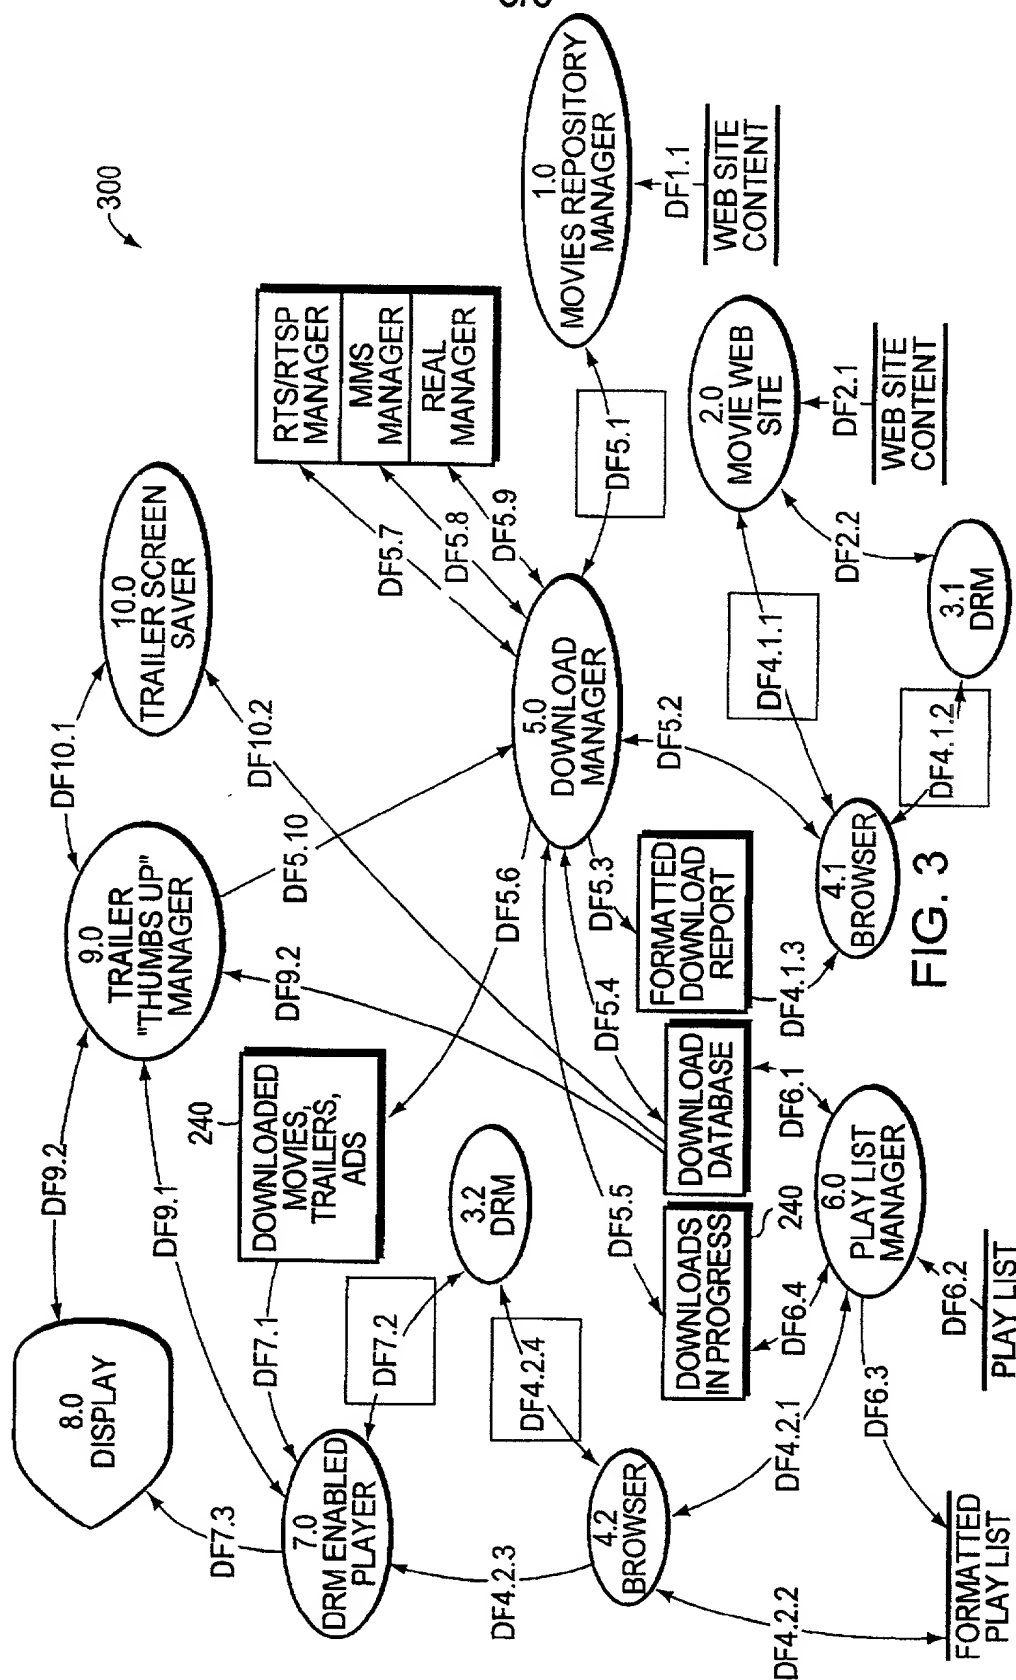 300
8.0
DISPLAY
DF9.2
9.0
TRAILER
"THUMBS UP"
MANAGER
DF10.1
10.0
TRAILER SCREEN
SAVER
DF7.3
DF9.1
240
DF9.2
DF5.10
DF10.2
7.0
DRM ENABLED
PLAYER
DF7.1
DOWNLOADED
MOVIES,
TRAILERS,
ADS
RTS/RTSP
MANAGER
MMS
MANAGER
REAL
MANAGER
DF7.2
DF5.6
DF5.7
DF5.8
DF5.9
DF4.2.3
DF4.2.4
3.2
DRM
5.0
DOWNLOAD
MANAGER
1.0
MOVIES REPOSITORY
MANAGER
DF5.1
4.2
BROWSER
DF5.5
DF5.4
DF5.3
DF5.2
DF1.1
WEB SITE
CONTENT
DOWNLOADS
IN PROGRESS
DOWNLOAD
DATABASE
FORMATTED
DOWNLOAD
REPORT
2.0
MOVIE WEB
SITE
DF4.1.1
DF4.2.2
DF4.2.1
DF6.4
240
DF6.1
DF4.1.3
DF2.2
DF2.1
WEB SITE
CONTENT
6.0
PLAY LIST
MANAGER
4.1
BROWSER
DF4.1.2
3.1
DRM
DF6.3
DF6.2
FORMATTED
PLAY LIST
PLAY LIST
FIG. 3